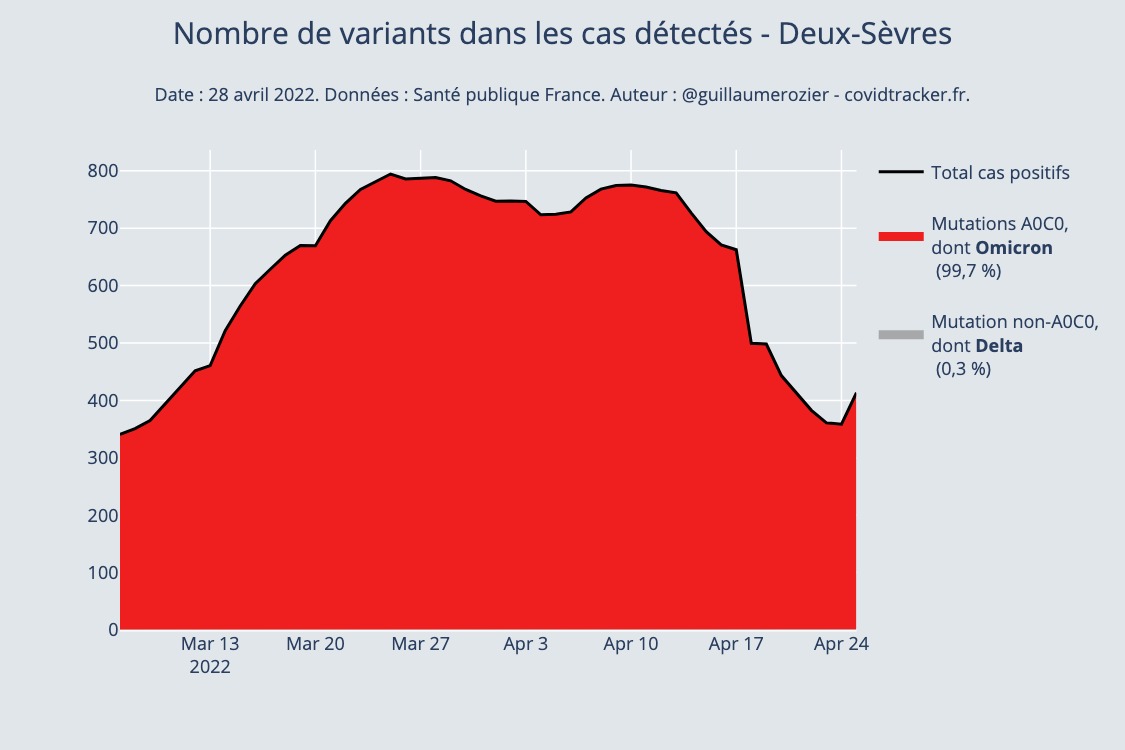 Nombre de variants dans les cas détectés - Deux-Sèvres
Date : 28 avril 2022. Données : Santé publique France. Auteur : @guillaumerozier - covidtracker.fr.
800
700
600
500
400
300
200
100
0
Mar 13
2022
Mar 20
Mar 27
Apr 3
Apr 10
Apr 17
Apr 24
Total cas positifs
Mutations A0C0,
dont Omicron
(99,7 %)
Mutation non-A0C0,
dont Delta
(0,3 %)